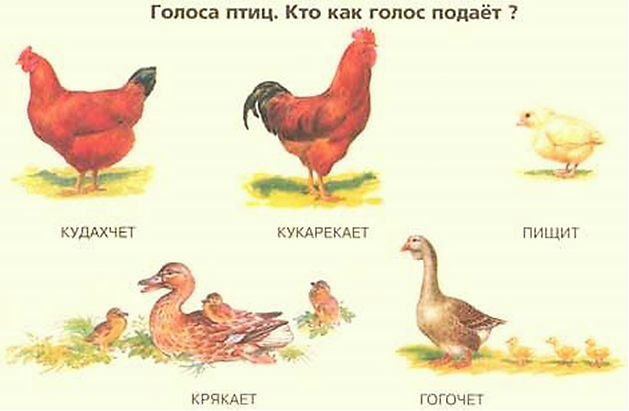 Голоса птиц. Кто как голос подаёт ?
КУДАХЧЕТ
КУКАРЕКАЕТ
ПИЩИТ
КРЯКАЕТ
ГОГОЧЕТ